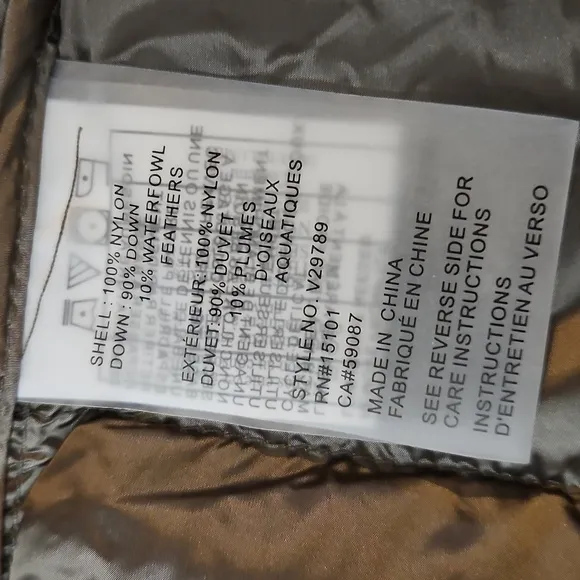 SHELL : 100% NYLON
DOWN : 90% DOWN
10% WATERFOWL
FEATHERS
EXTÉRIEUR: 100% NYLON
DUVET: 90% DUVET
10% PLUMES
D'OISEAUX
AQUATIQUES
STYLE NO. V29789
RN#15101
CA#59087
MADE IN CHINA
FABRIQUÉ EN CHINE
SEE REVERSE SIDE FOR
CARE INSTRUCTIONS
INSTRUCTIONS
D'ENTRETIEN AU VERSO